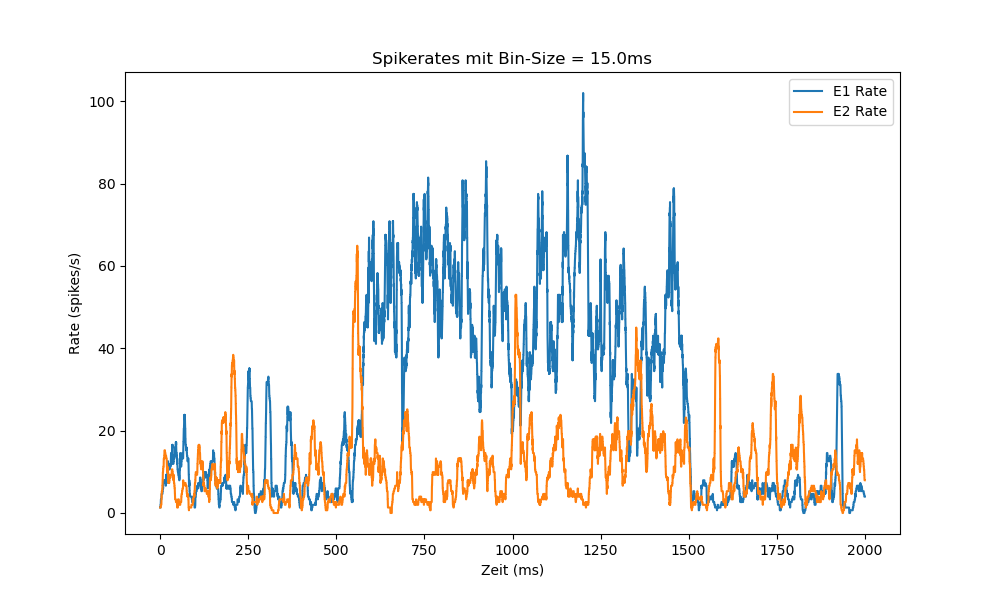 Spikerates mit Bin-Size = 15.0ms
E1 Rate
E2 Rate
Rate (spikes/s)
100
80
60
40
20
0
0 250 500 750 1000 1250 1500 1750 2000
Zeit (ms)